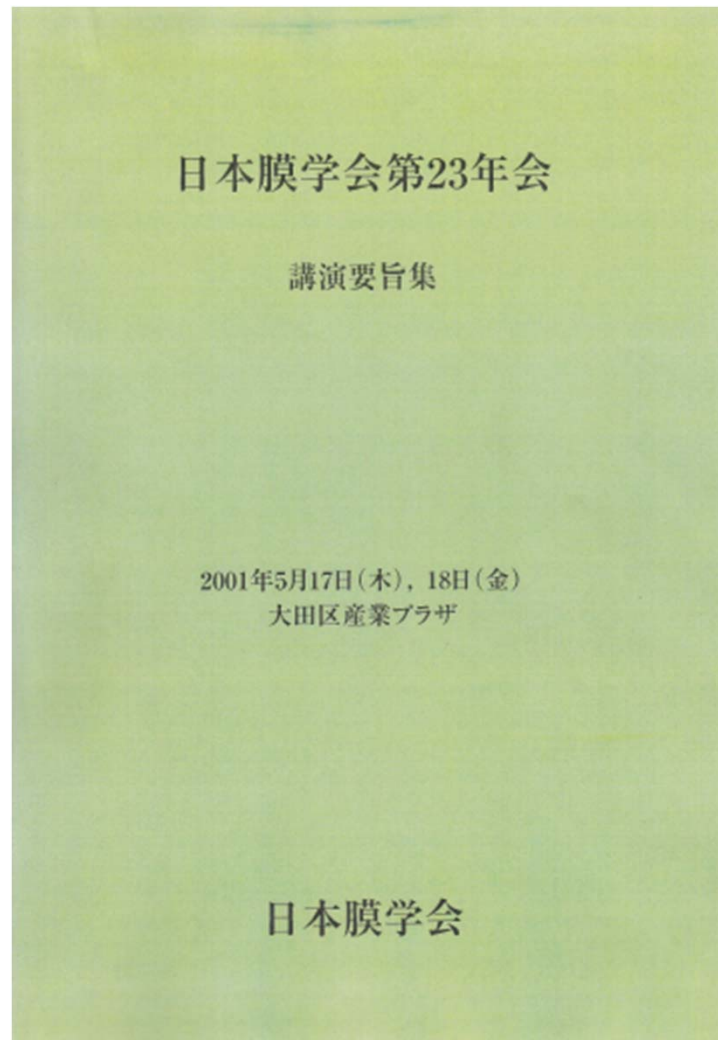 日本膜学会第23年会
講演要旨集
2001年5月17日(木), 18日(金)
大田区産業プラザ
日本膜学会